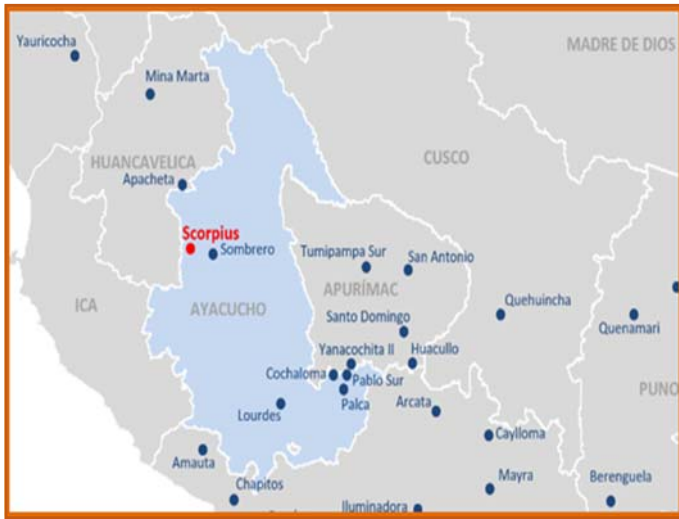 Yauricocha
MADRE DE DIOS
Mina Marta
HUANCAVELICA
CUSCO
Apacheta
Scorpius
Sombrero
Tumipampa Sur
San Antonio
APURÍMAC
ICA
AYACUCHO
Quehuincha
Santo Domingo
Quenamari
Yanacochita II
Huacullo
Cochaloma
Pablo Sur
PUNO
Palca
Arcata
Lourdes
Caylloma
Amauta
Mayra
Berenguela
Chapitos
Iluminadora